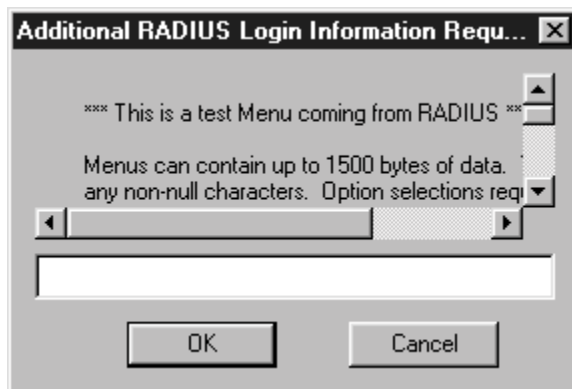 Additional RADIUS Login Information Requ...
*** This is a test Menu coming from RADIUS **
Menus can contain up to 1500 bytes of data.
any non-null characters. Option selections requ
OK
Cancel